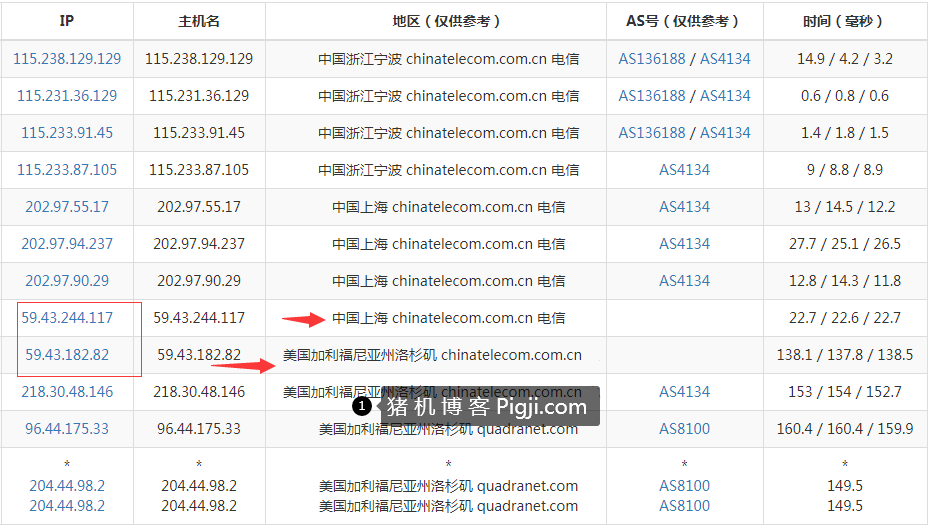 IP 主机名 地区（仅供参考） AS号（仅供参考） 时间（毫秒）
115.238.129.129 115.238.129.129 中国浙江宁波 chinatelecom.com.cn 电信 AS136188 / AS4134 14.9 / 4.2 / 3.2
115.231.36.129 115.231.36.129 中国浙江宁波 chinatelecom.com.cn 电信 AS136188 / AS4134 0.6 / 0.8 / 0.6
115.233.91.45 115.233.91.45 中国浙江宁波 chinatelecom.com.cn 电信 AS136188 / AS4134 1.4 / 1.8 / 1.5
115.233.87.105 115.233.87.105 中国浙江宁波 chinatelecom.com.cn 电信 AS4134 9 / 8.8 / 8.9
202.97.55.17 202.97.55.17 中国上海 chinatelecom.com.cn 电信 AS4134 13 / 14.5 / 12.2
202.97.94.237 202.97.94.237 中国上海 chinatelecom.com.cn 电信 AS4134 27.7 / 25.1 / 26.5
202.97.90.29 202.97.90.29 中国上海 chinatelecom.com.cn 电信 AS4134 12.8 / 14.3 / 11.8
59.43.244.117 59.43.244.117 中国上海 chinatelecom.com.cn 电信 22.7 / 22.6 / 22.7
59.43.182.82 59.43.182.82 美国加利福尼亚州洛杉矶 chinatelecom.com.cn 138.1 / 137.8 / 138.5
218.30.48.146 218.30.48.146 美国加利福尼亚州洛杉矶 chinatelecom.com.cn AS4134 153 / 154 / 152.7
1 猪机博客 Pigji.com
96.44.175.33 96.44.175.33 美国加利福尼亚州洛杉矶 quadranet.com AS8100 160.4 / 160.4 / 159.9
* * * * *
204.44.98.2 204.44.98.2 美国加利福尼亚州洛杉矶 quadranet.com AS8100 149.5
204.44.98.2 204.44.98.2 美国加利福尼亚州洛杉矶 quadranet.com AS8100 149.5